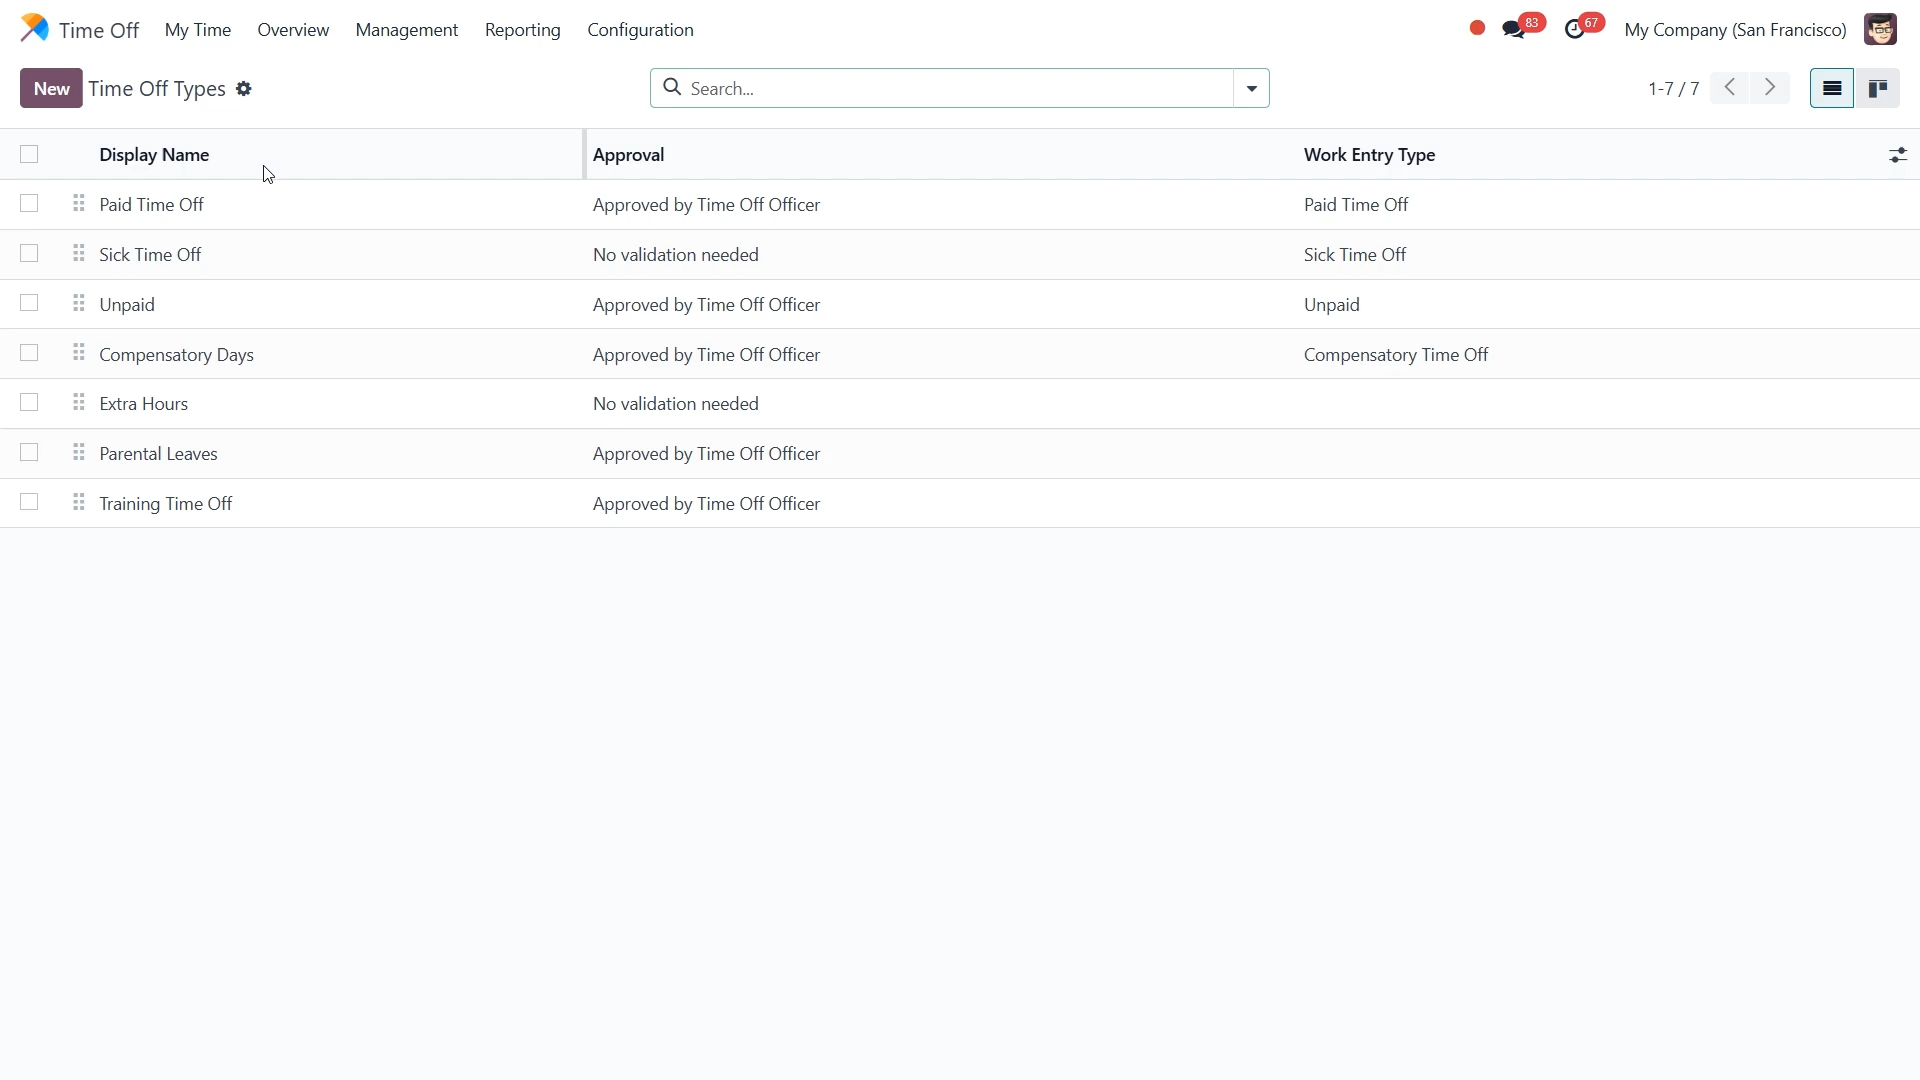 Time Off My Time Overview Management Reporting Configuration 83 67 My Company (San Francisco)
New Time Off Types Search... 1-7 / 7
Display Name Approval Work Entry Type
Paid Time Off Approved by Time Off Officer Paid Time Off
Sick Time Off No validation needed Sick Time Off
Unpaid Approved by Time Off Officer Unpaid
Compensatory Days Approved by Time Off Officer Compensatory Time Off
Extra Hours No validation needed
Parental Leaves Approved by Time Off Officer
Training Time Off Approved by Time Off Officer